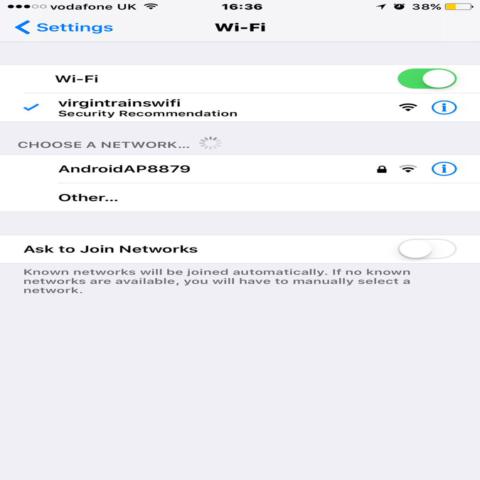 vodafone UK 16:36 38%
Settings Wi-Fi
Wi-Fi
virgintrainswifi
Security Recommendation
CHOOSE A NETWORK...
AndroidAP8879
Other...
Ask to Join Networks
Known networks will be joined automatically. If no known
networks are available, you will have to manually select a
network.